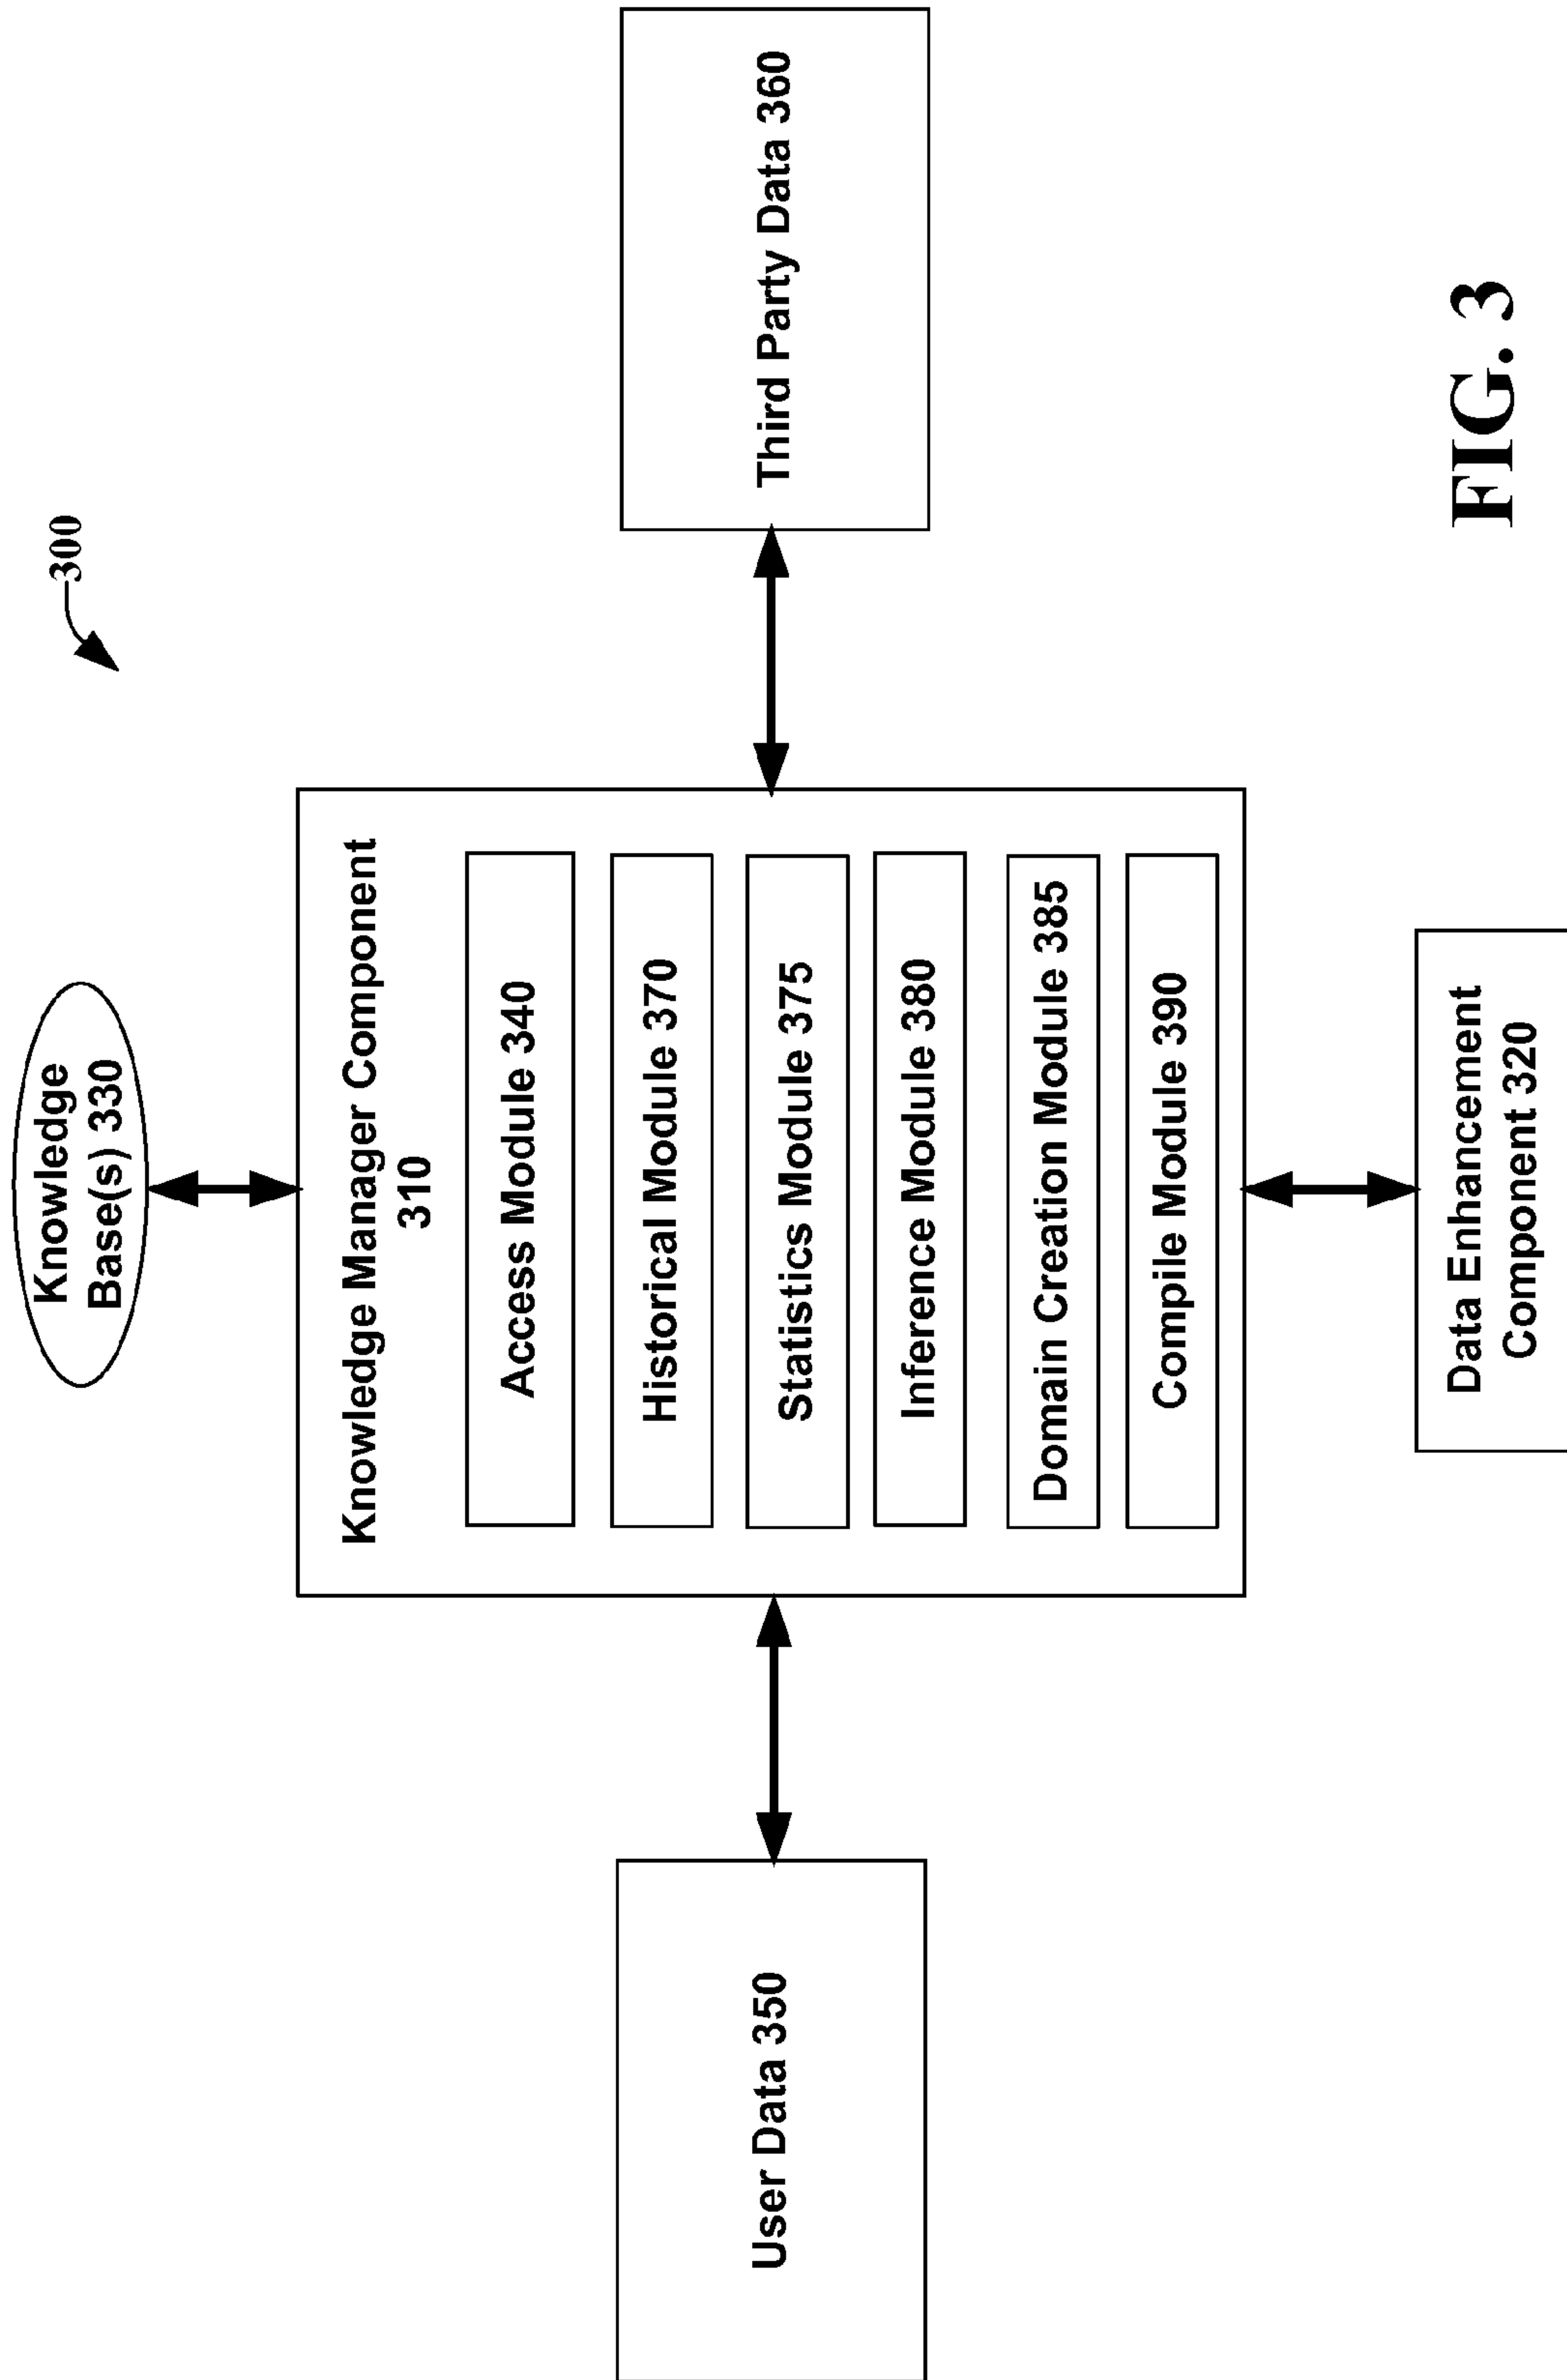 300
Knowledge
Base(s) 330
Knowledge Manager Component
310
Access Module 340
Historical Module 370
Statistics Module 375
Inference Module 380
Domain Creation Module 385
Compile Module 390
User Data 350
Third Party Data 360
Data Enhancement
Component 320
FIG. 3